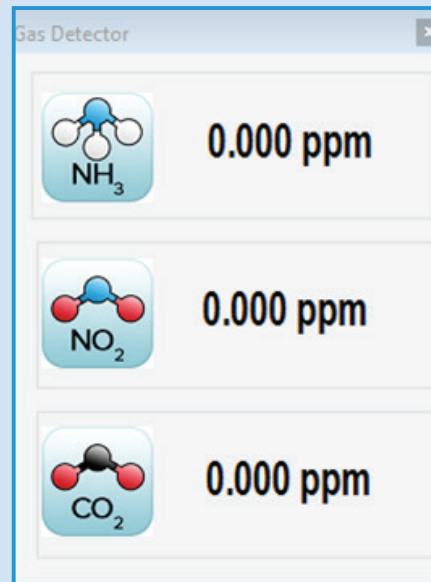 Gas Detector
x
NH₃
0.000 ppm
NO₂
0.000 ppm
CO₂
0.000 ppm